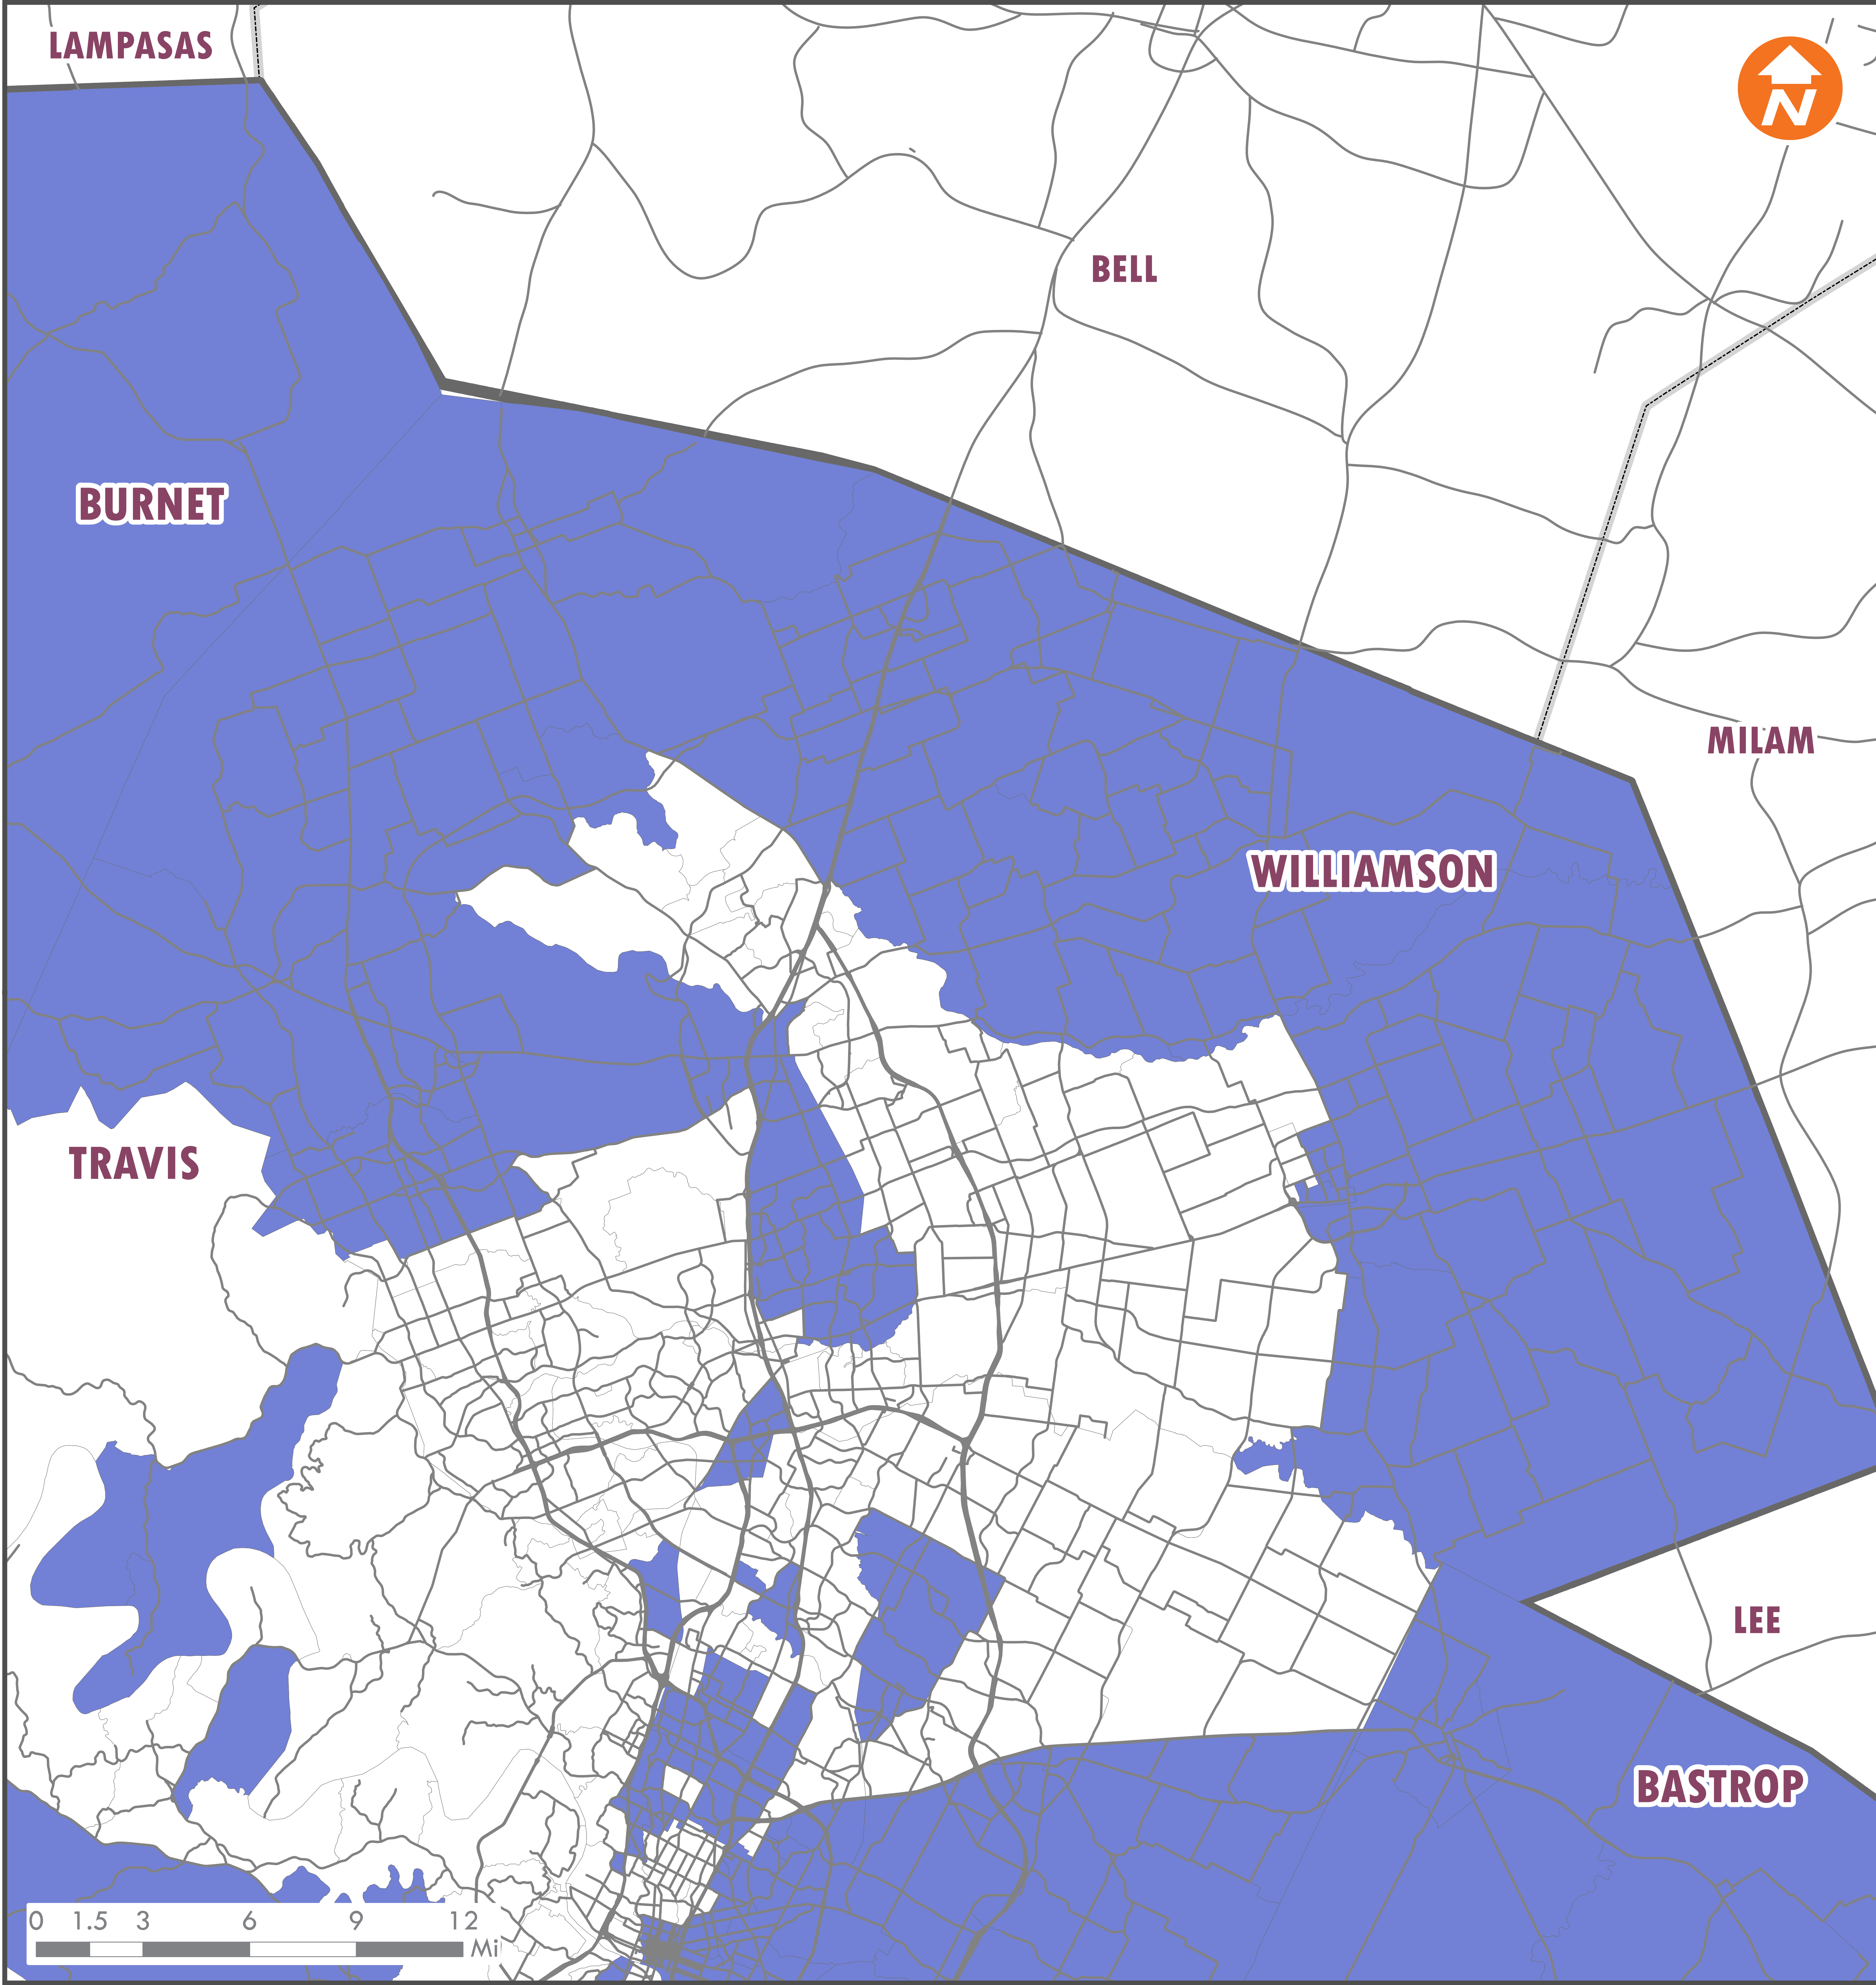 LAMPASAS
N
BELL
BURNET
MILAM
WILLIAMSON
TRAVIS
LEE
BASTROP
0 1.5 3 6 9 12
Mi